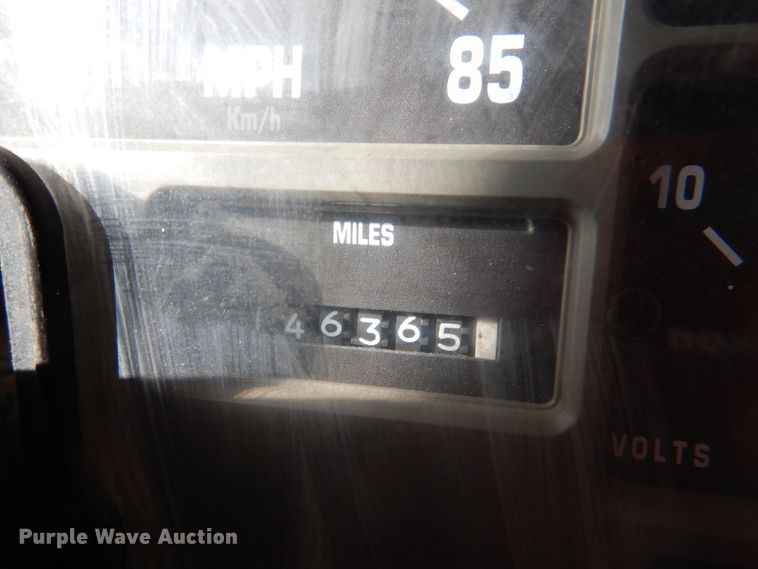 85
MPH
Km/h
10
MILES
46365
VOLTS
Purple Wave Auction